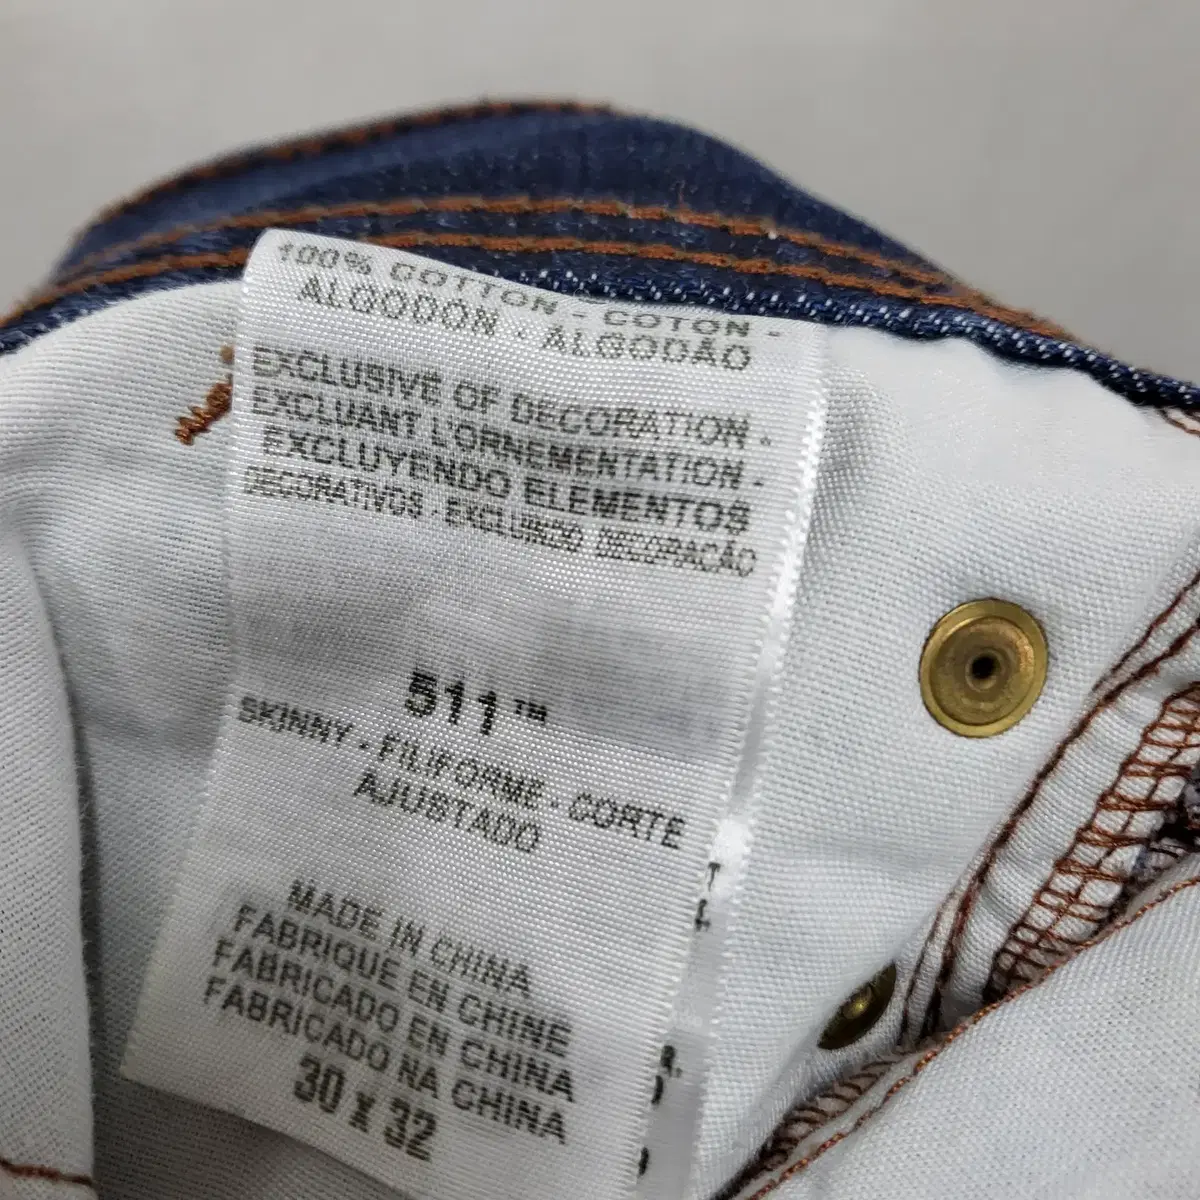 100% COTTON - COTON -
ALGODÓN - ALGODÃO
EXCLUSIVE OF DECORATION -
EXCLUANT L'ORNEMENTATION -
EXCLUYENDO ELEMENTOS
DECORATIVOS - EXCLUINDO DECORAÇÃO
511™
SKINNY - FILIFORME - CORTE
AJUSTADO
MADE IN CHINA
FABRIQUE EN CHINE
FABRICADO EN CHINA
FABRICADO NA CHINA
30 X 32